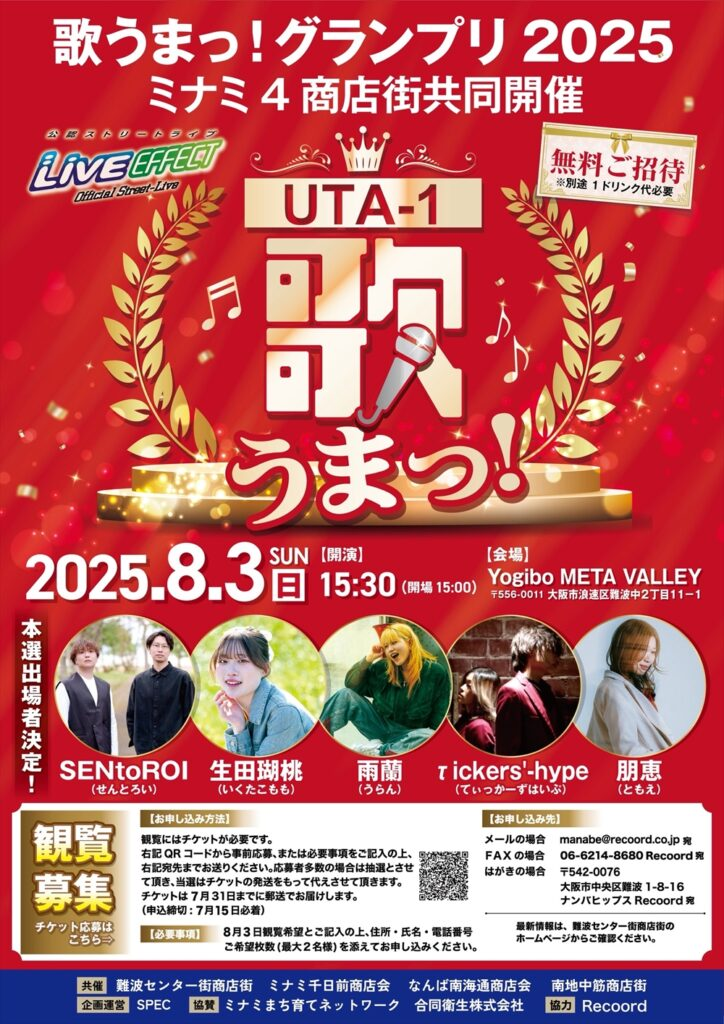 歌うまっ！グランプリ 2025
ミナミ 4 商店街共同開催
公認ストリートライブ
LIVE EFFECT
Official Street-Live
無料ご招待
※別途 1ドリンク代必要
UTA-1
歌
うまっ！
2025.8.3 SUN 日
【開演】
15:30（開場 15:00）
【会場】
Yogibo META VALLEY
〒556-0011 大阪市浪速区難波中2丁目11−1
本選出場者決定！
SENtoROI
（せんとろい）
生田瑚桃
（いくたこもも）
雨蘭
（うらん）
τickers'-hype
（てぃっかーずはいぷ）
朋恵
（ともえ）
観覧
募集
チケット応募は
こちら⇒
【お申し込み方法】
観覧にはチケットが必要です。
右記 QR コードから事前応募、または必要事項をご記入の上、
右記宛先までお送りください。応募者多数の場合は抽選とさせ
て頂き、当選はチケットの発送をもって代えさせて頂きます。
チケットは 7月31日までに郵送でお届けします。
（申込締切：7月15日必着）
【必要事項】
8月3日観覧希望とご記入の上、住所・氏名・電話番号
ご希望枚数（最大2名様）を添えてお申し込みください。
【お申し込み先】
メールの場合 manabe@recoord.co.jp 宛
FAXの場合 06-6214-8680 Recoord宛
はがきの場合 〒542-0076
大阪市中央区難波 1-8-16
ナンバヒップス Recoord 宛
最新情報は、難波センター街商店街の
ホームページからご確認ください。
共催 難波センター街商店街 ミナミ千日前商店会 なんば南海通商店会 南地中筋商店街
企画運営 SPEC 協賛 ミナミまち育てネットワーク 合同衛生株式会社 協力 Recoord